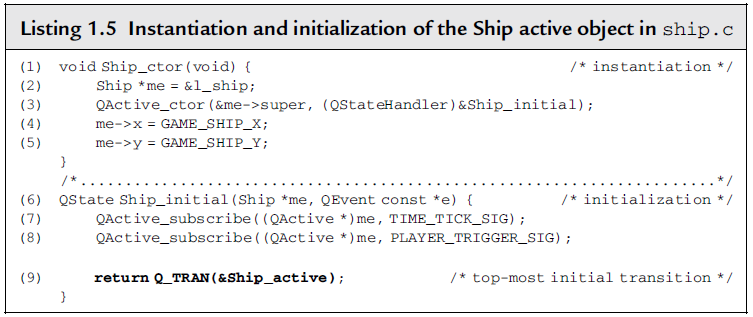 Listing 1.5 Instantiation and initialization of the Ship active object in ship.c
(1) void Ship_ctor(void) { /* instantiation */
(2) Ship *me = &l_ship;
(3) QActive_ctor(&me->super, (QStateHandler)&Ship_initial);
(4) me->x = GAME_SHIP_X;
(5) me->y = GAME_SHIP_Y;
}
/*.......................................................................*/
(6) QState Ship_initial(Ship *me, QEvent const *e) { /* initialization */
(7) QActive_subscribe((QActive *)me, TIME_TICK_SIG);
(8) QActive_subscribe((QActive *)me, PLAYER_TRIGGER_SIG);
(9) return Q_TRAN(&Ship_active); /* top-most initial transition */
}